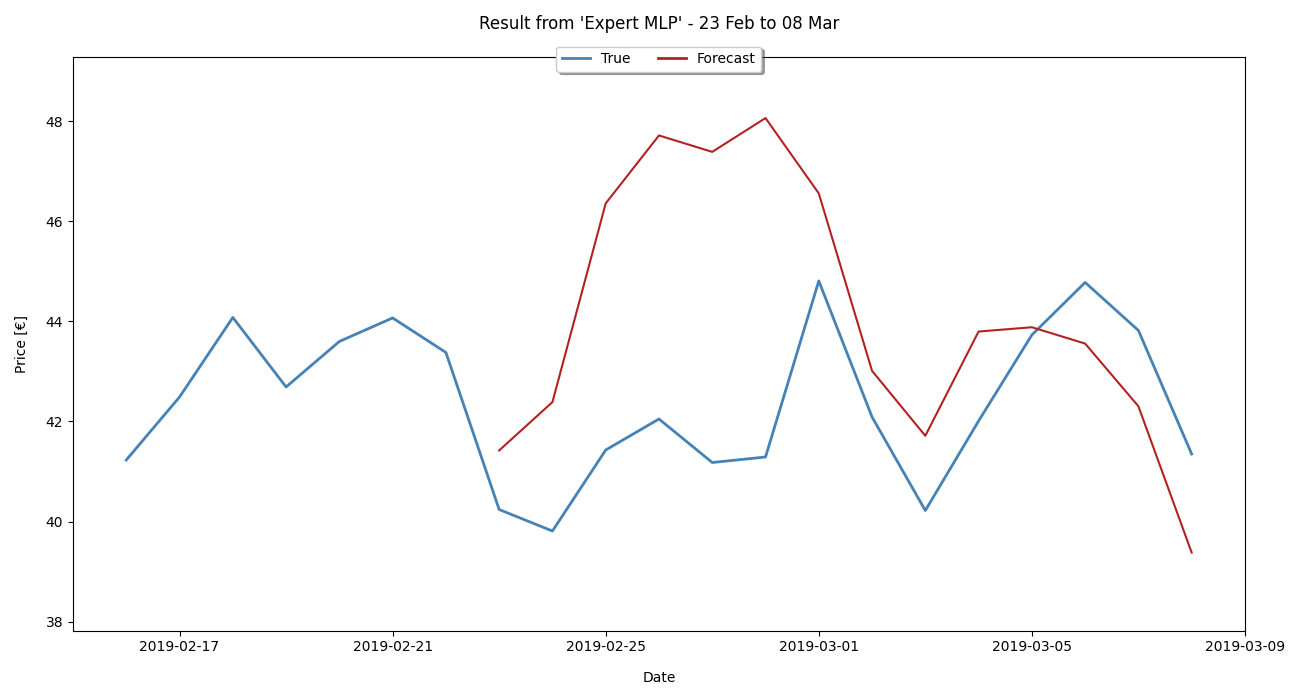 Result from 'Expert MLP' - 23 Feb to 08 Mar
True Forecast
48
46
44
42
40
38
Price [€]
2019-02-17 2019-02-21 2019-02-25 2019-03-01 2019-03-05 2019-03-09
Date